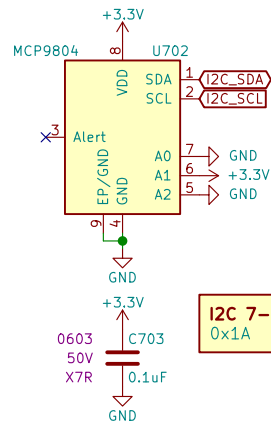 +3.3V
MCP9804
U702
8
VDD
SDA
1
I2C_SDA
SCL
2
I2C_SCL
3
Alert
A0
7
GND
A1
6
+3.3V
A2
5
GND
EP/GND
GND
9
4
GND
+3.3V
0603
C703
50V
X7R
0.1uF
GND
I2C 7-
0x1A